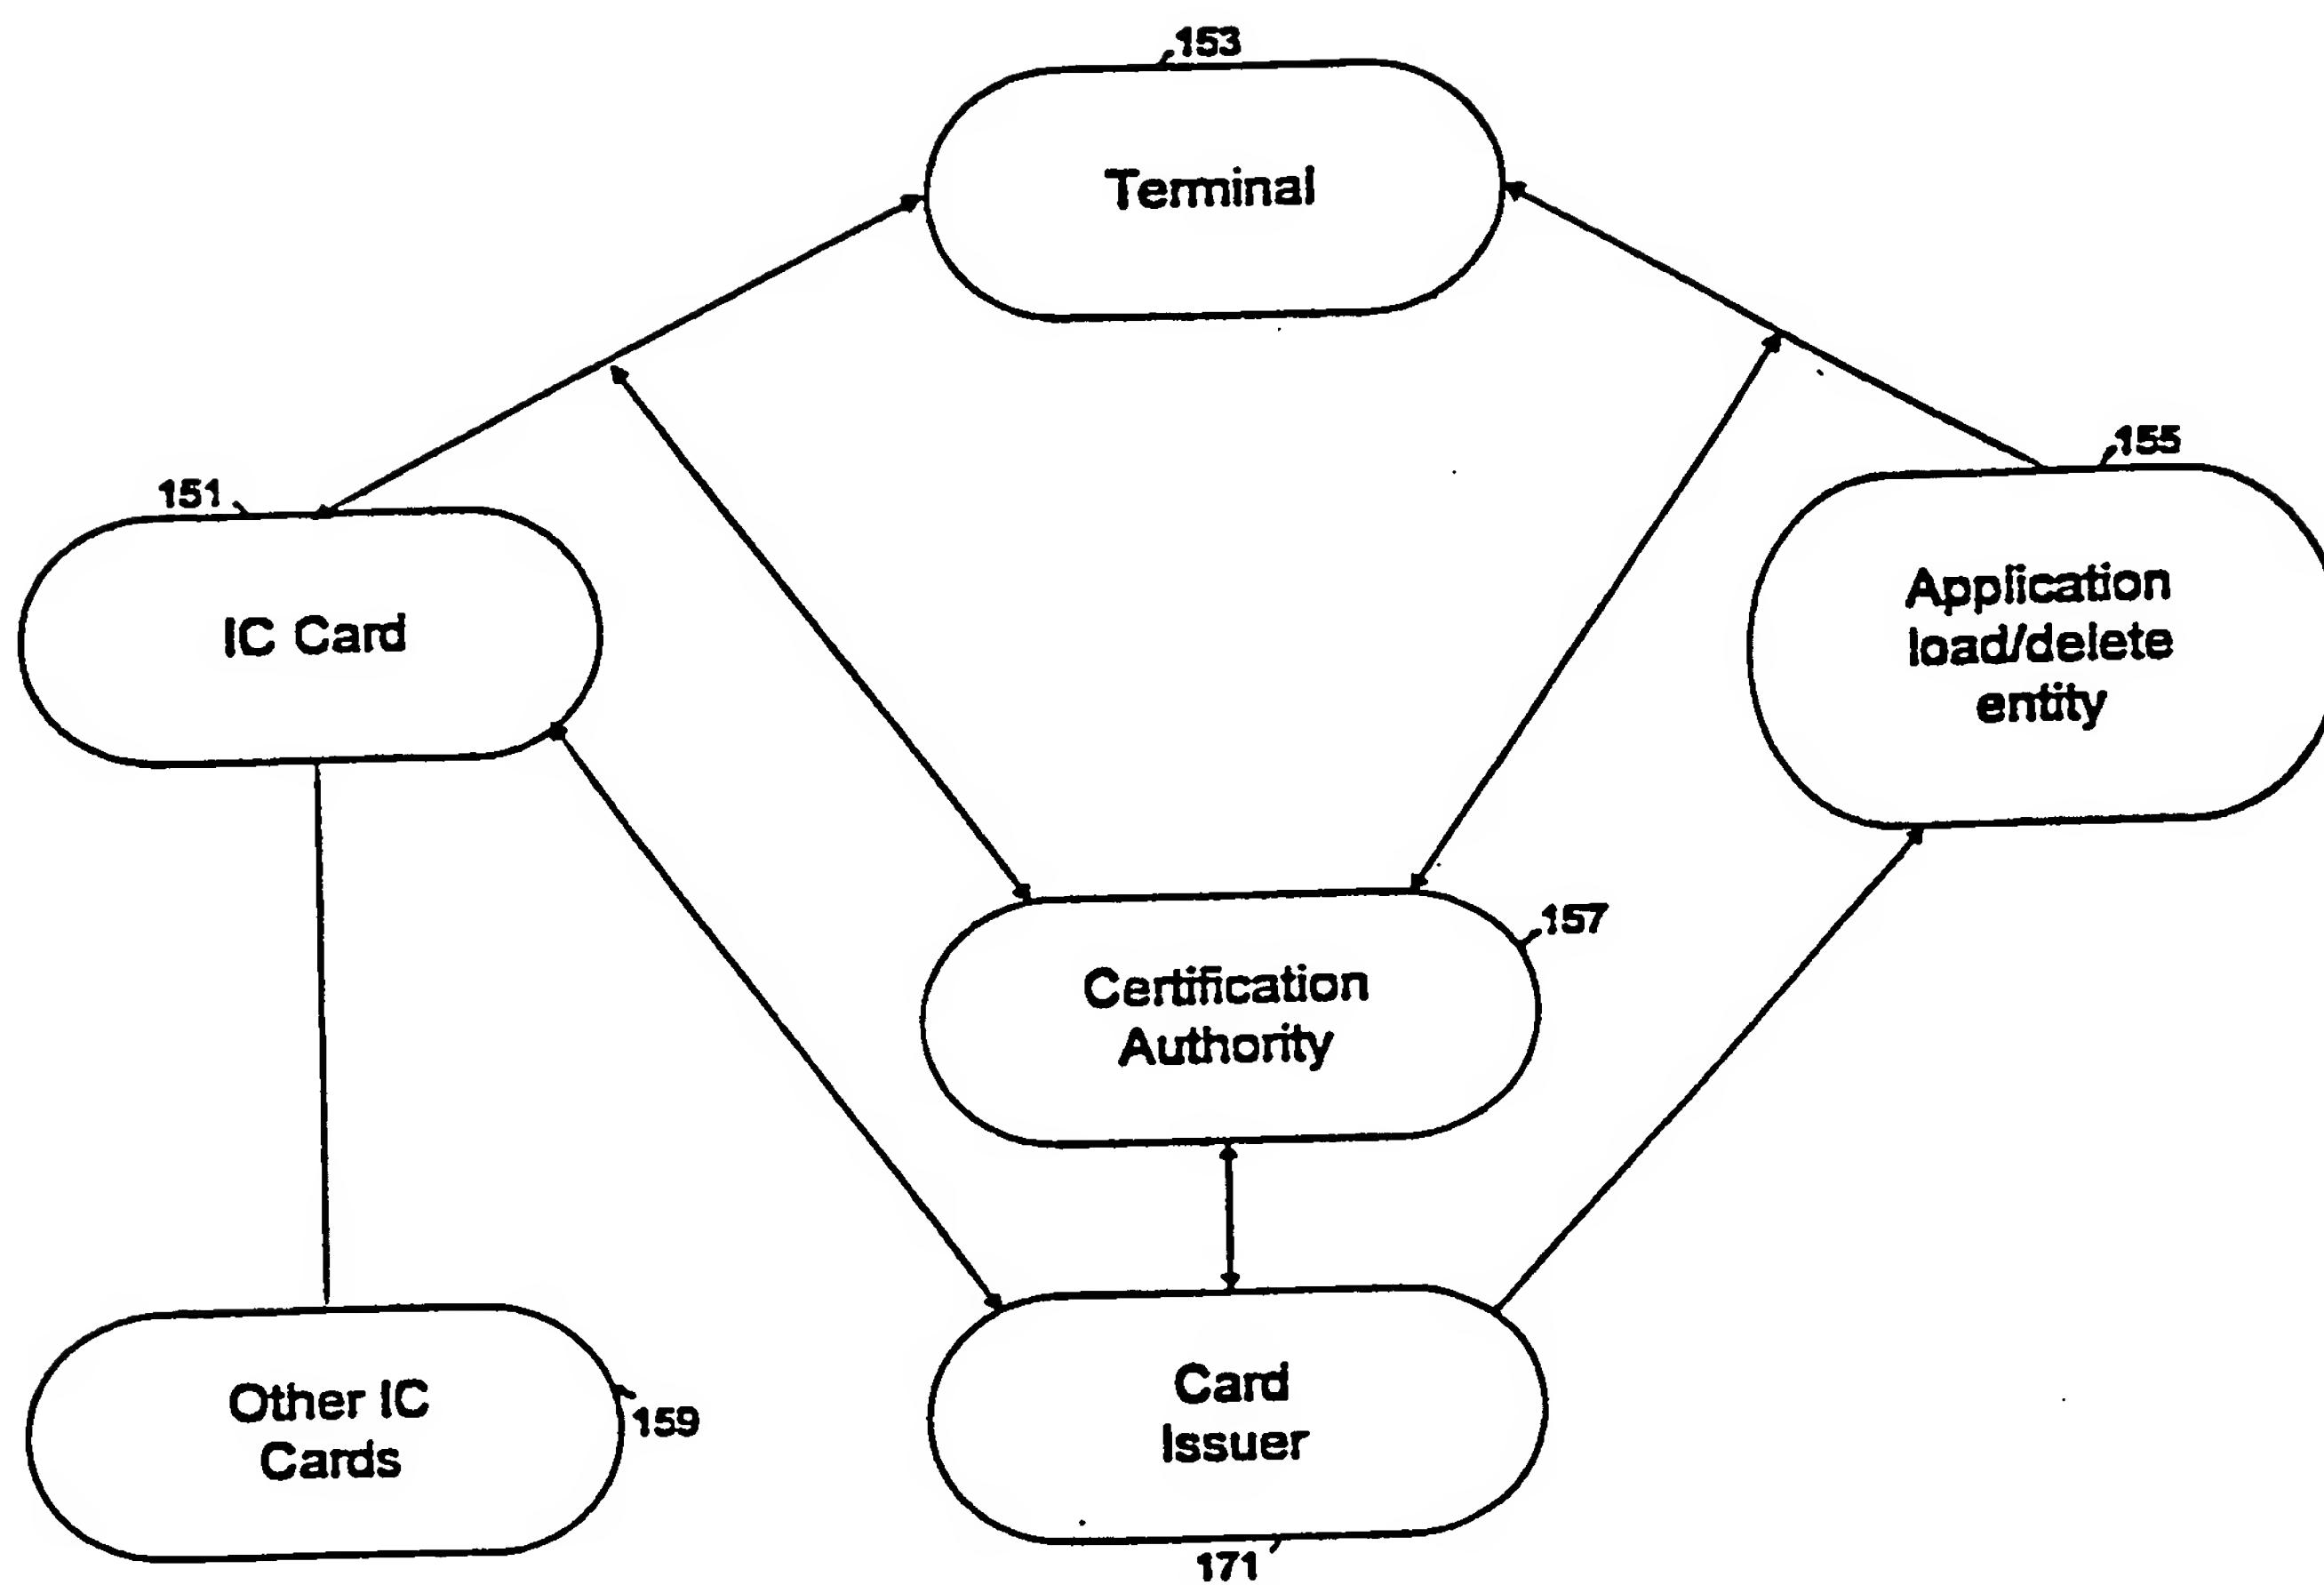 153
Terminal
155
151
Application
load/delete
entity
IC Card
157
Certification
Authority
Card
Issuer
Other IC
Cards
159
171